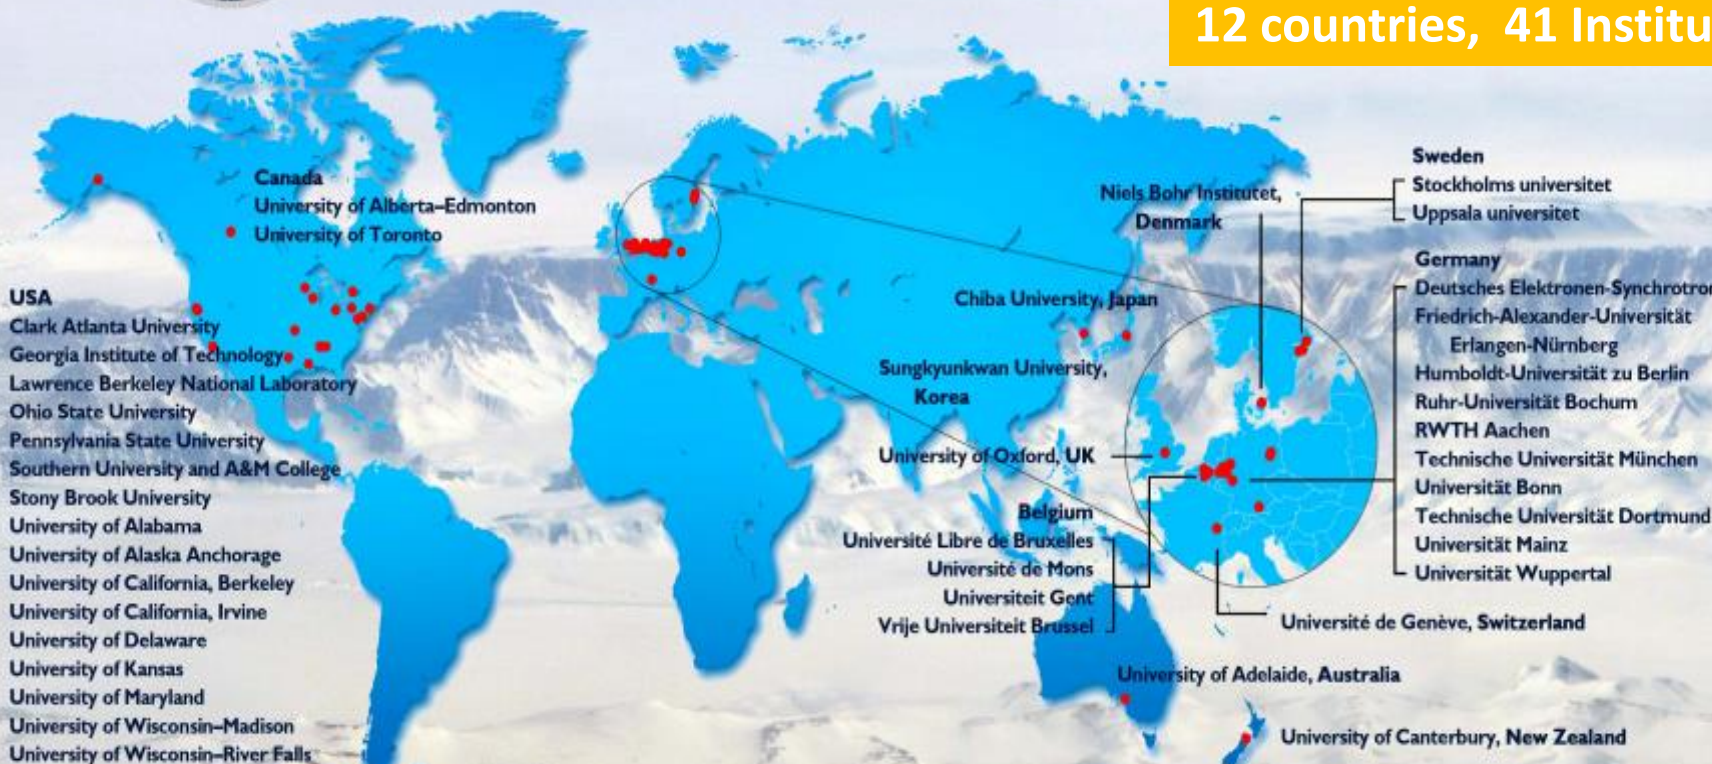 12 countries, 41 Institu
Canada
University of Alberta–Edmonton
University of Toronto
USA
Clark Atlanta University
Georgia Institute of Technology
Lawrence Berkeley National Laboratory
Ohio State University
Pennsylvania State University
Southern University and A&M College
Stony Brook University
University of Alabama
University of Alaska Anchorage
University of California, Berkeley
University of California, Irvine
University of Delaware
University of Kansas
University of Maryland
University of Wisconsin–Madison
University of Wisconsin–River Falls
Niels Bohr Institutet,
Denmark
Chiba University, Japan
Sungkyunkwan University,
Korea
University of Oxford, UK
Belgium
Université Libre de Bruxelles
Université de Mons
Universiteit Gent
Vrije Universiteit Brussel
Sweden
Stockholms universitet
Uppsala universitet
Germany
Deutsches Elektronen-Synchrotron
Friedrich-Alexander-Universität
Erlangen-Nürnberg
Humboldt-Universität zu Berlin
Ruhr-Universität Bochum
RWTH Aachen
Technische Universität München
Universität Bonn
Technische Universität Dortmund
Universität Mainz
Universität Wuppertal
Université de Genève, Switzerland
University of Adelaide, Australia
University of Canterbury, New Zealand